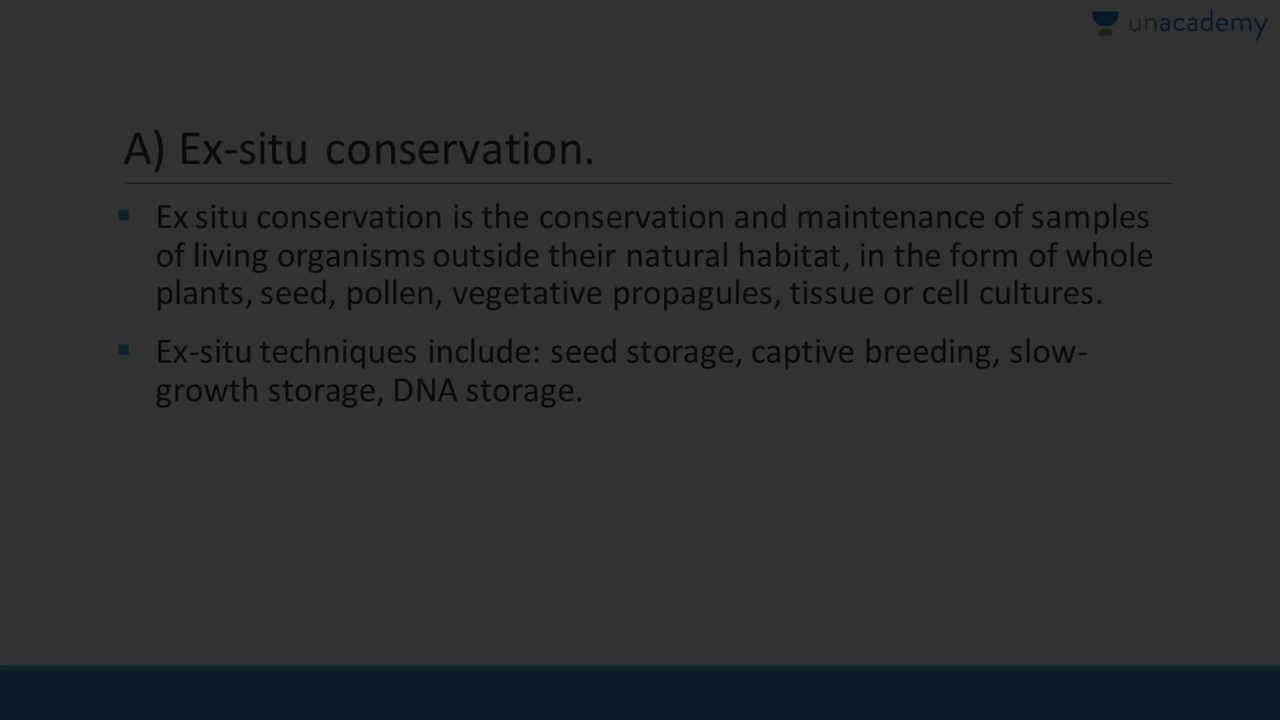 unacademy
A) Ex-situ conservation.
▪ Ex situ conservation is the conservation and maintenance of samples
of living organisms outside their natural habitat, in the form of whole
plants, seed, pollen, vegetative propagules, tissue or cell cultures.
▪ Ex-situ techniques include: seed storage, captive breeding, slow-
growth storage, DNA storage.